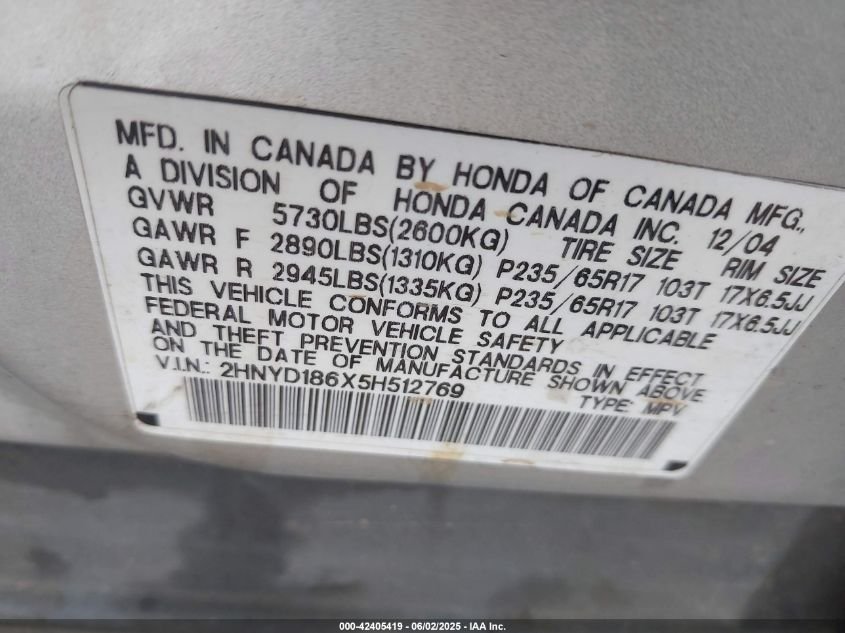 MFD. IN CANADA BY HONDA OF CANADA MFG.,
A DIVISION OF HONDA CANADA INC. 12/04
GVWR 5730LBS(2600KG) TIRE SIZE RIM SIZE
GAWR F 2890LBS(1310KG) P235/65R17 103T 17X6.5JJ
GAWR R 2945LBS(1335KG) P235/65R17 103T 17X6.5JJ
THIS VEHICLE CONFORMS TO ALL APPLICABLE
FEDERAL MOTOR VEHICLE SAFETY
AND THEFT PREVENTION STANDARDS IN EFFECT
ON THE DATE OF MANUFACTURE SHOWN ABOVE
V.I.N.: 2HNYD186X5H512769 TYPE: MPV
000-42405419 - 06/02/2025 - IAA Inc.